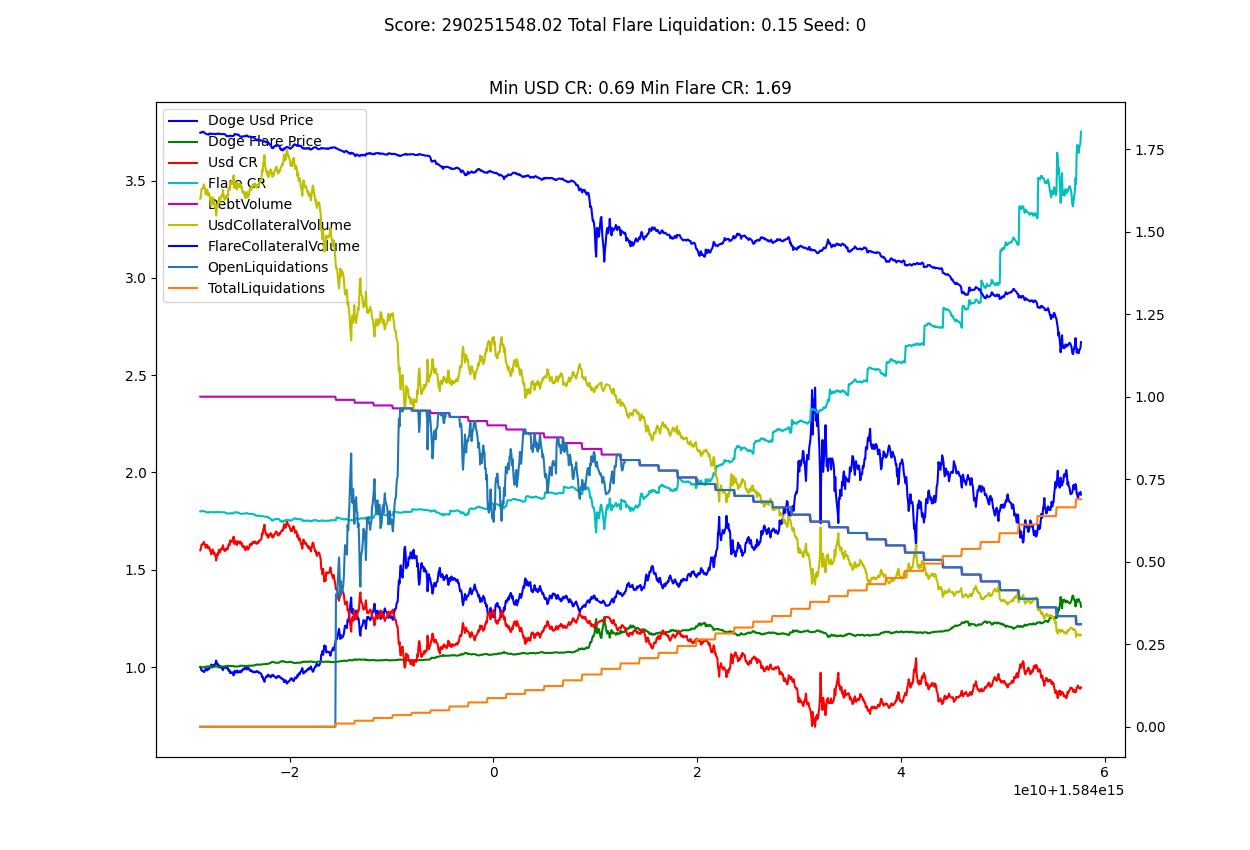 Score: 290251548.02 Total Flare Liquidation: 0.15 Seed: 0
Min USD CR: 0.69 Min Flare CR: 1.69
Doge Usd Price
Doge Flare Price
Usd CR
Flare CR
DebtVolume
UsdCollateralVolume
FlareCollateralVolume
OpenLiquidations
TotalLiquidations
3.5
3.0
2.5
2.0
1.5
1.0
1.75
1.50
1.25
1.00
0.75
0.50
0.25
0.00
−2
0
2
4
6
1e10+1.584e15